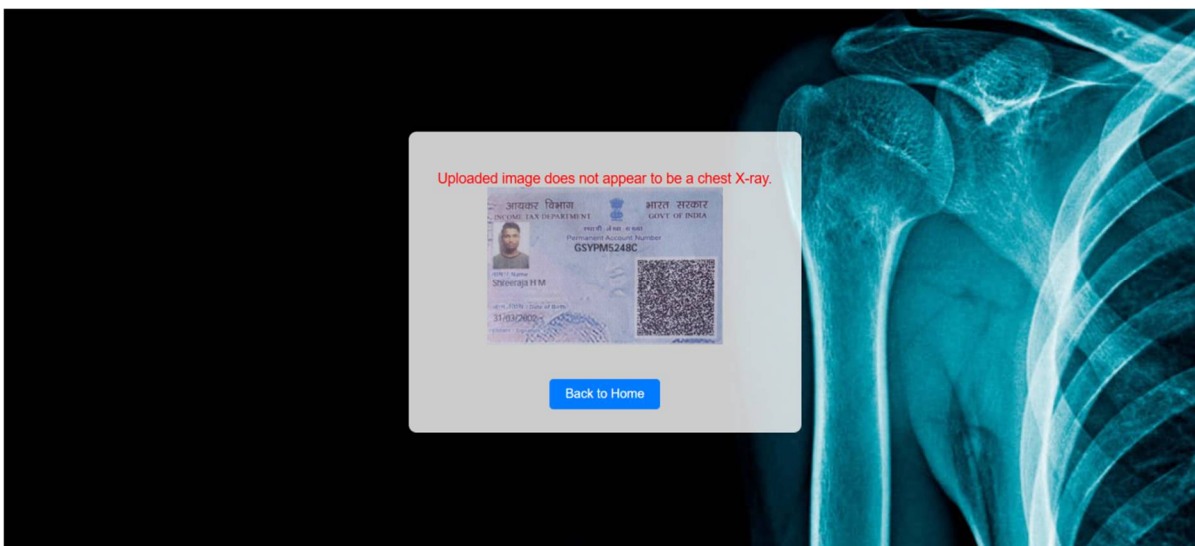 Uploaded image does not appear to be a chest X-ray.
आयकर विभाग
भारत सरकार
INCOME TAX DEPARTMENT
GOVT. OF INDIA
Permanent Account Number
GSYPM5248C
Name
Shreeraja H M
Date of Birth
31/03/2002
Back to Home